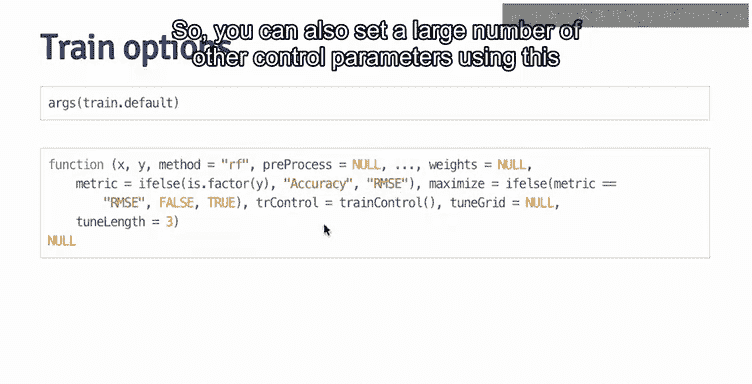 So, you can also set a large number of
Train options
other control parameters using this
args(train.default)
function (x, y, method = "rf", preProcess = NULL, ..., weights = NULL,
metric = ifelse(is.factor(y), "Accuracy", "RMSE"), maximize = ifelse(metric ==
"RMSE", FALSE, TRUE), trControl = trainControl(), tuneGrid = NULL,
tuneLength = 3)
NULL